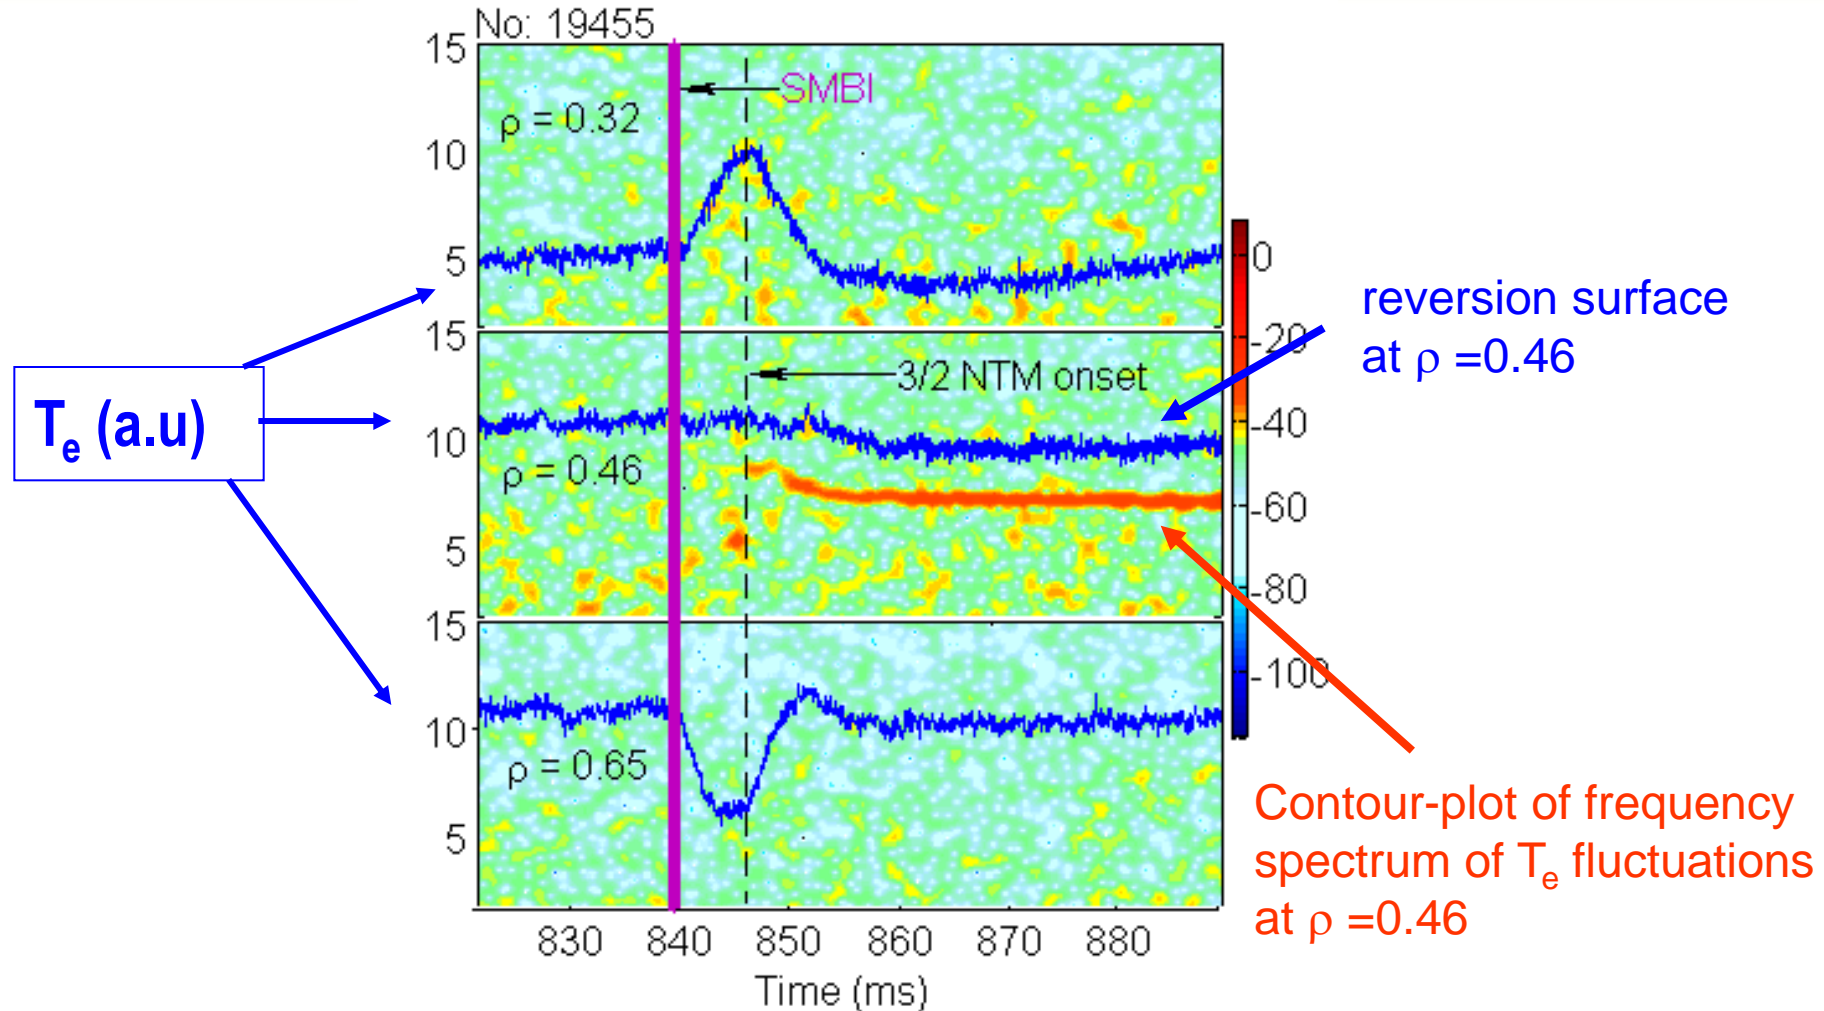 No: 19455
15
SMBI
ρ = 0.32
10
5
0
15
-20
reversion surface
at ρ =0.46
3/2 NTM onset
Te (a.u)
10
-40
ρ = 0.46
-60
5
-80
15
-100
10
ρ = 0.65
5
Contour-plot of frequency
spectrum of Te fluctuations
at ρ =0.46
830 840 850 860 870 880
Time (ms)